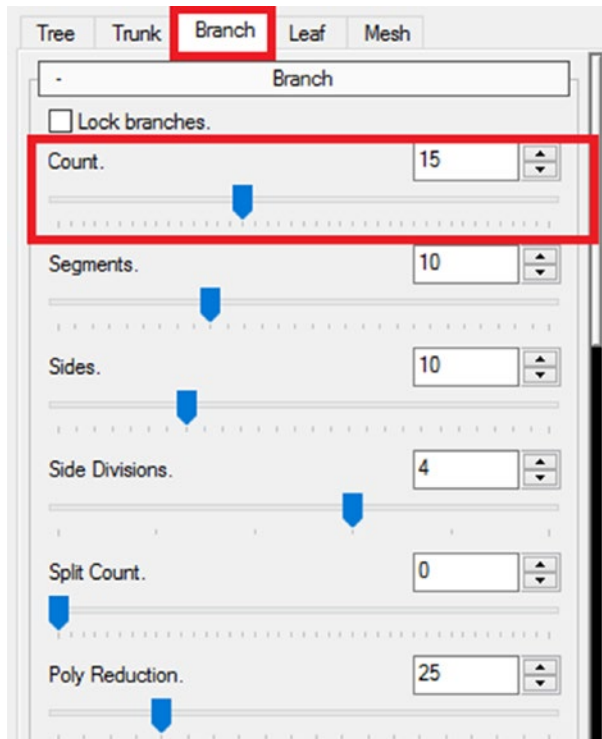 Tree Trunk Branch Leaf Mesh
- Branch
Lock branches.
Count. 15
Segments. 10
Sides. 10
Side Divisions. 4
Split Count. 0
Poly Reduction. 25